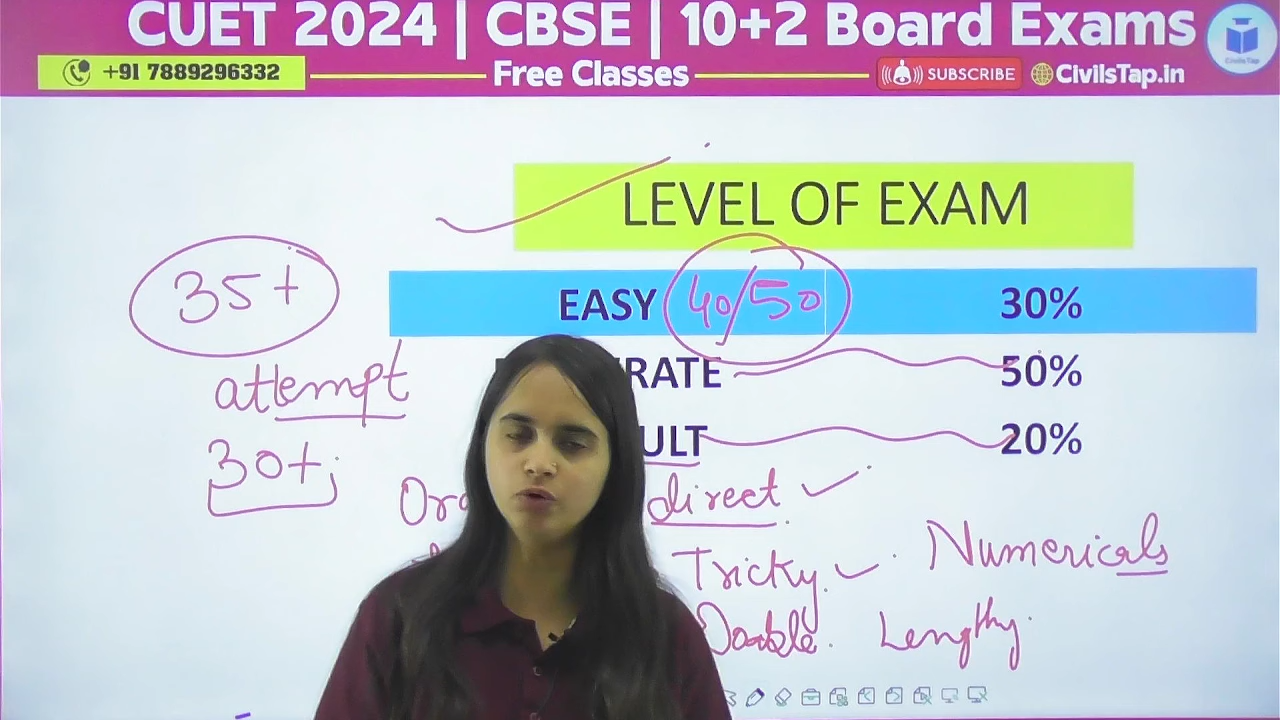 CUET 2024 | CBSE | 10+2 Board Exams
+91 7889296332
Free Classes
SUBSCRIBE
CivilsTap.in
CivilsTap
LEVEL OF EXAM
35+
EASY 40/50 30%
attempt
RATE 50%
30+
ULT 20%
direct
Tricky. Numericals
Lengthy.